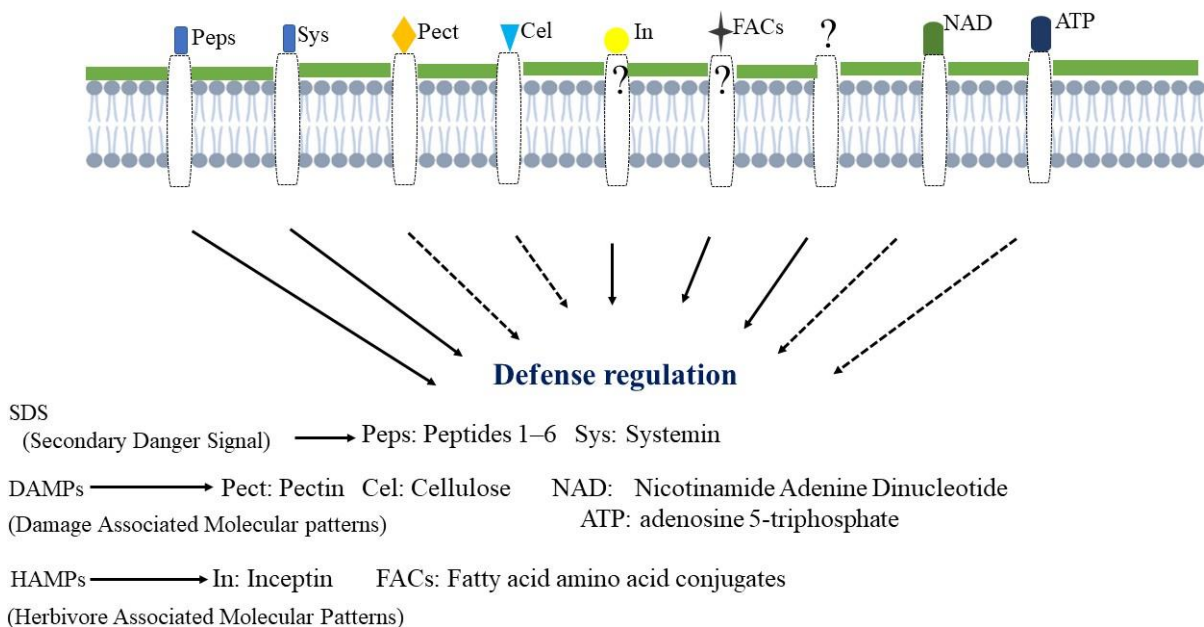 Peps Sys Pect Cel In FACs ? NAD ATP
? ?
Defense regulation
SDS
(Secondary Danger Signal) Peps: Peptides 1–6 Sys: Systemin
DAMPs Pect: Pectin Cel: Cellulose NAD: Nicotinamide Adenine Dinucleotide
(Damage Associated Molecular patterns) ATP: adenosine 5-triphosphate
HAMPs In: Inceptin FACs: Fatty acid amino acid conjugates
(Herbivore Associated Molecular Patterns)